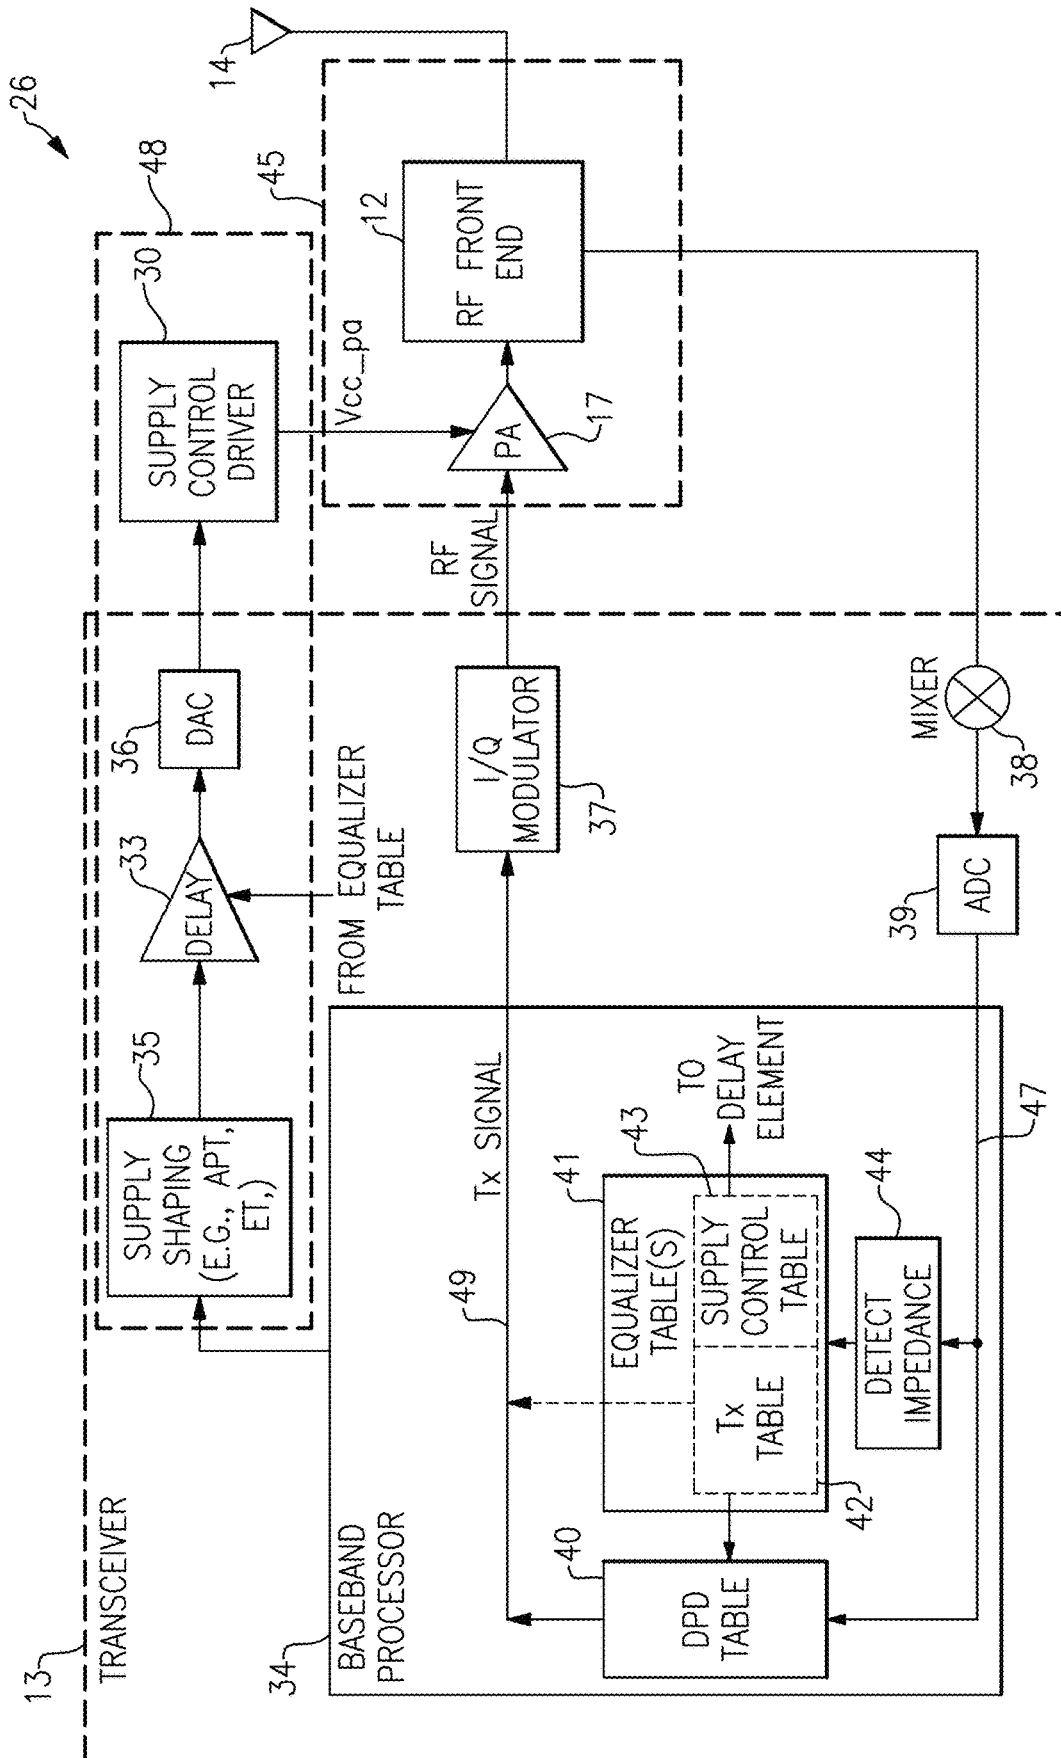 26
13
TRANSCEIVER
48
35
SUPPLY
SHAPING
(E.G., APT,
ET,)
33
DELAY
36
DAC
30
SUPPLY
CONTROL
DRIVER
FROM EQUALIZER
TABLE
Vcc_pa
45
14
34
BASEBAND
PROCESSOR
49
Tx SIGNAL
I/Q
MODULATOR
37
RF
SIGNAL
PA
17
12
RF FRONT
END
40
DPD
TABLE
41
EQUALIZER
TABLE(S)
Tx
TABLE
42
43
SUPPLY
CONTROL
TABLE
TO
DELAY
ELEMENT
44
DETECT
IMPEDANCE
47
39
ADC
MIXER
38